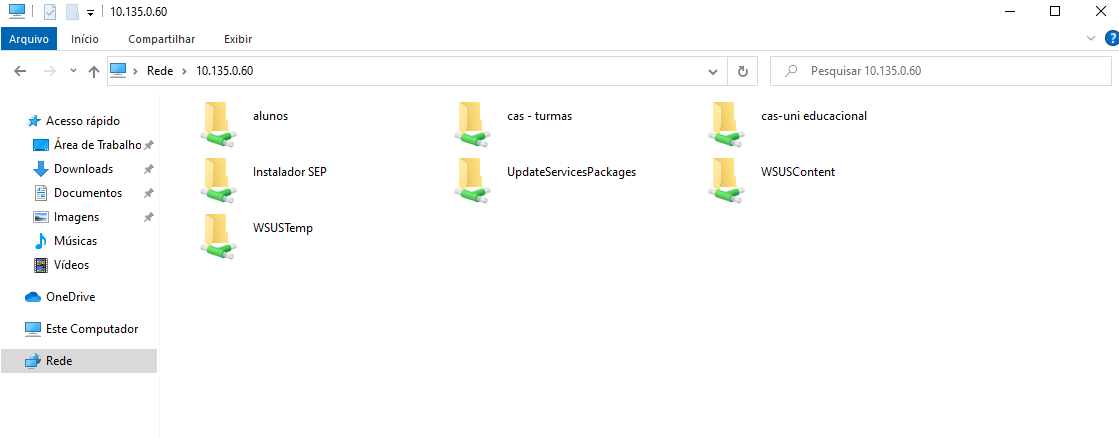 10.135.0.60
Arquivo Início Compartilhar Exibir
Rede 10.135.0.60 Pesquisar 10.135.0.60
Acesso rápido
Área de Trabalho
Downloads
Documentos
Imagens
Músicas
Vídeos
OneDrive
Este Computador
Rede
alunos cas - turmas cas-uni educacional
Instalador SEP UpdateServicesPackages WSUSContent
WSUSTemp